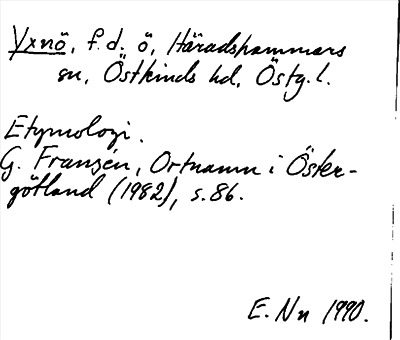 Yxnö, f.d. ö, Häradshammars
sn, Östkinds hd, Östg.l.
Etymologi.
G. Franzén, Ortnamn i Öster-
götland (1982), s.86.
E. Nn 1990.